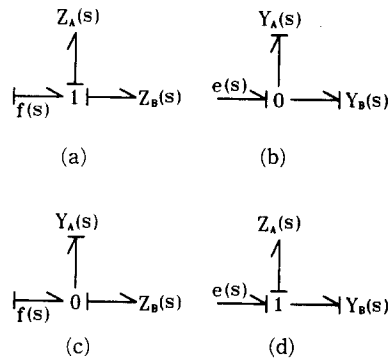 Z_A(s) Y_A(s)
e(s)
1 Z_B(s) 0 Y_B(s)
f(s)
(a) (b)
Y_A(s) Z_A(s)
e(s)
0 Z_B(s) 1 Y_B(s)
f(s)
(c) (d)